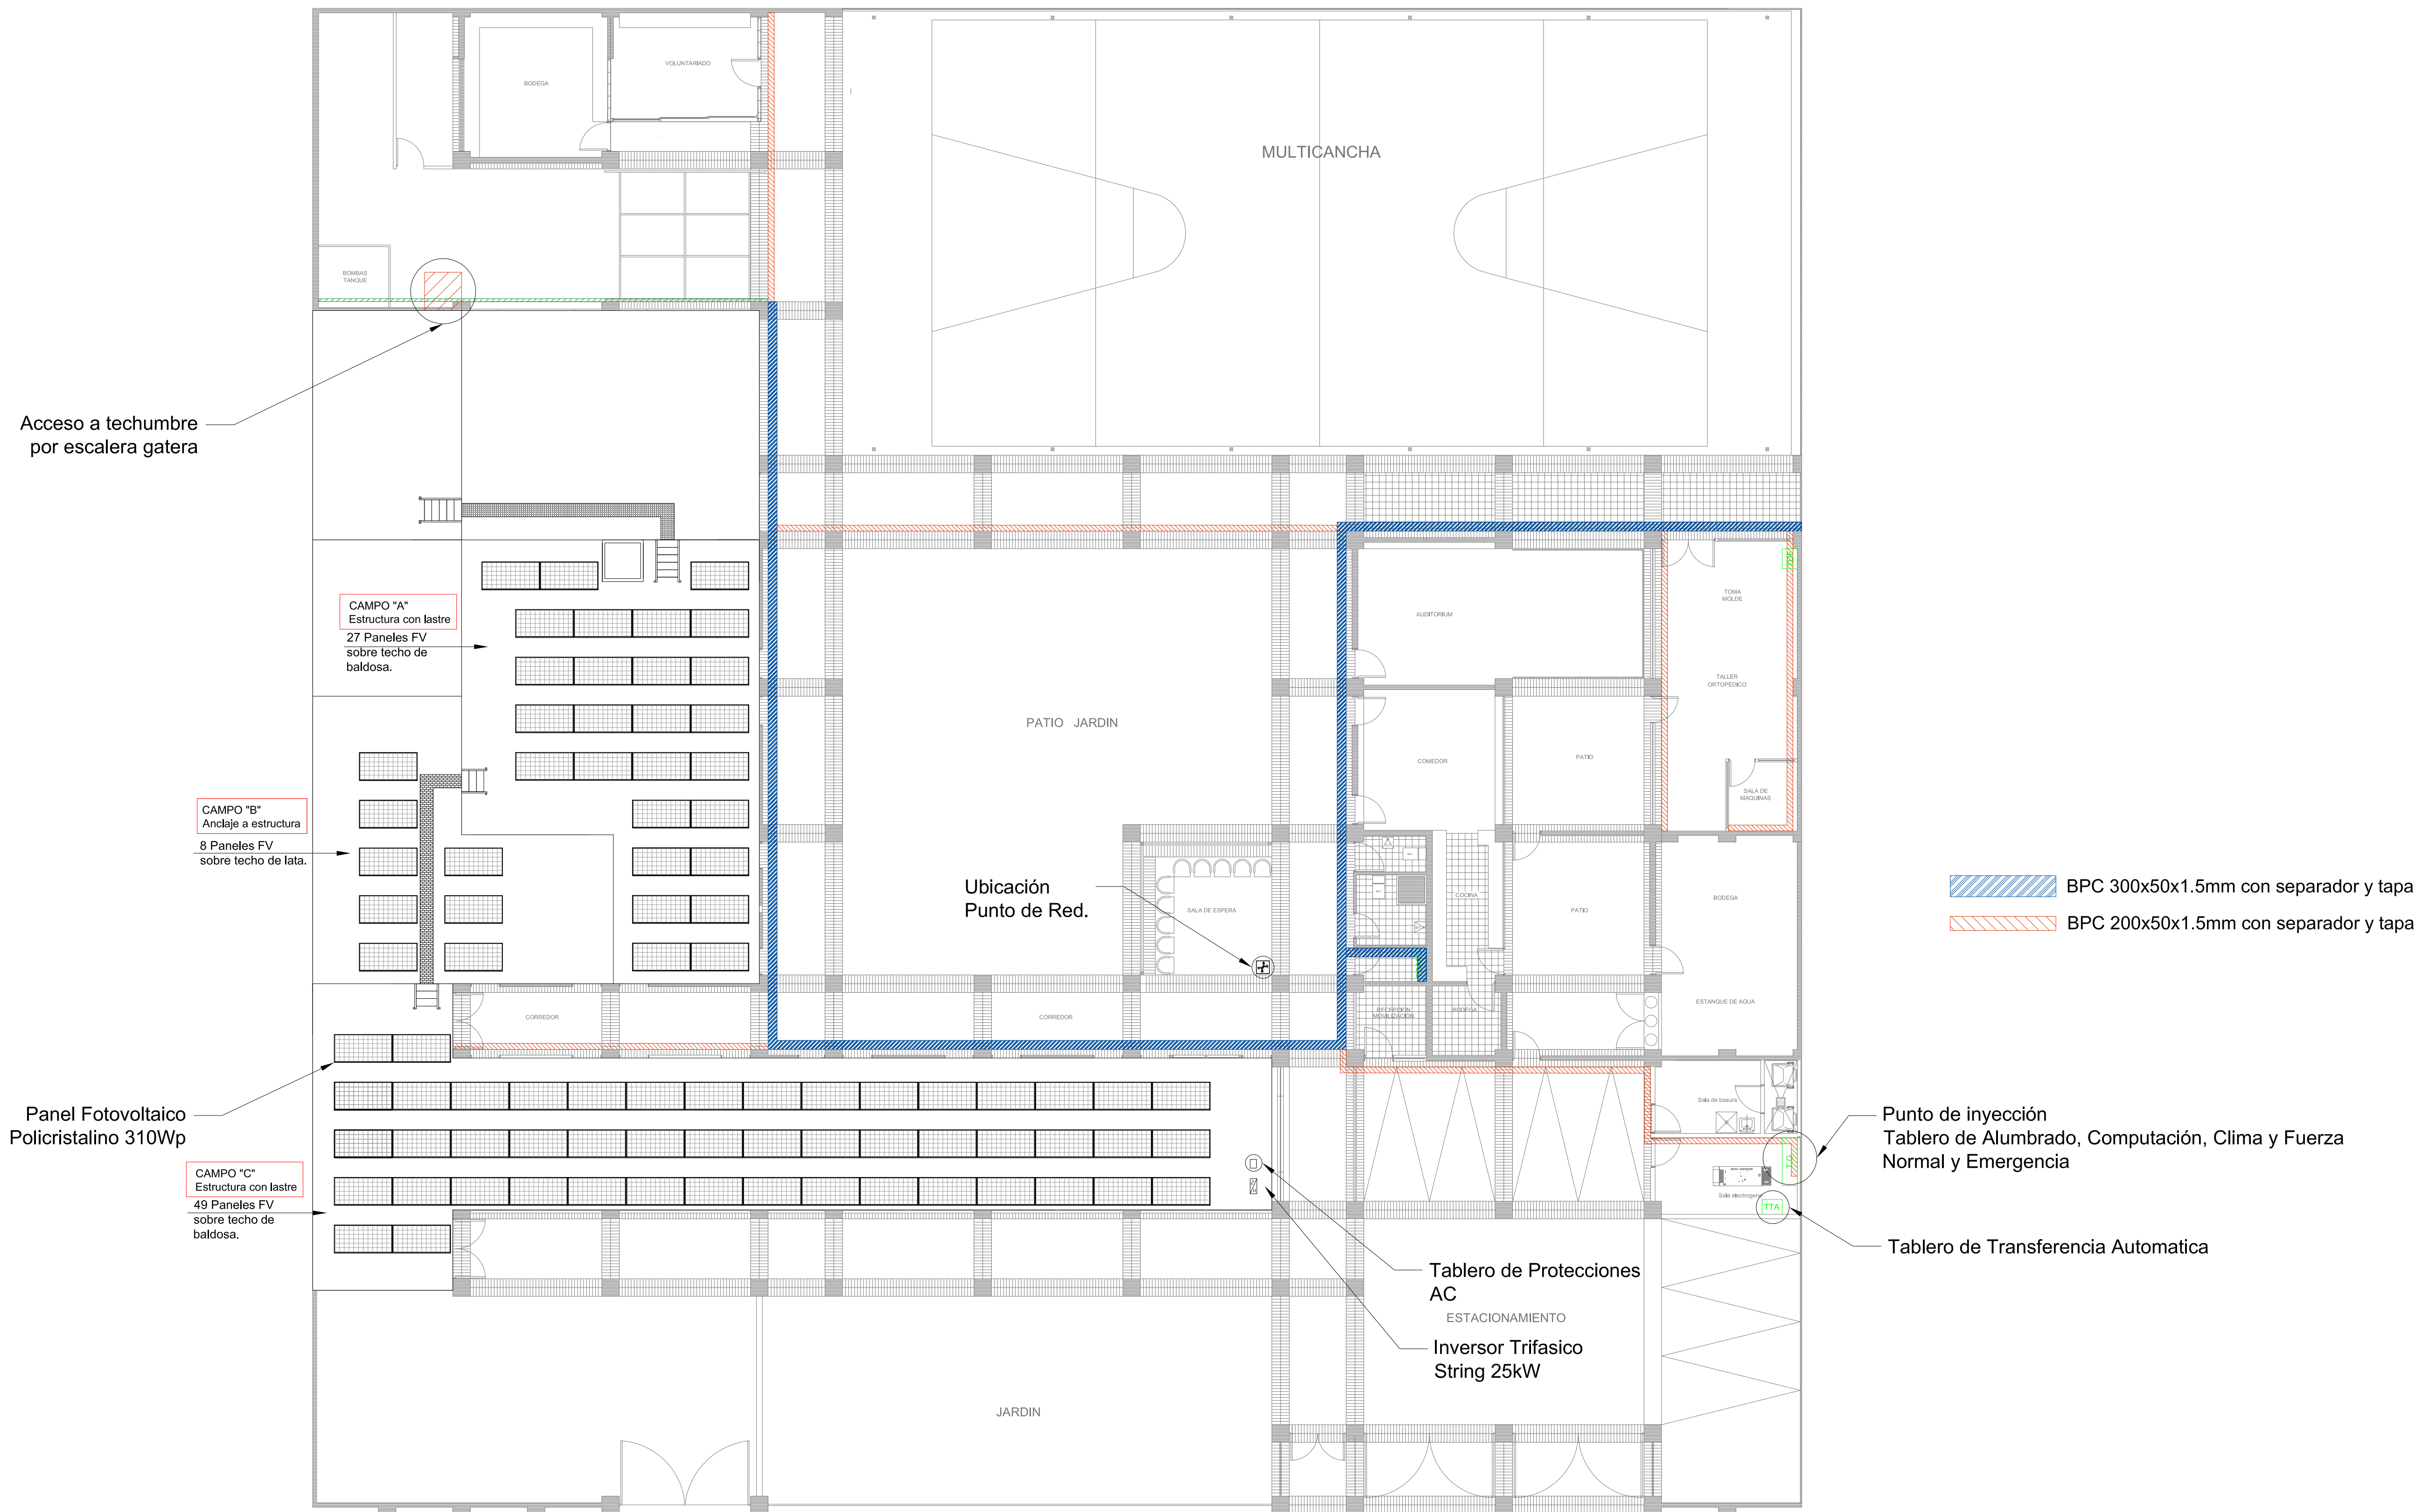 BODEGA
VOLUNTARIADO
MULTICANCHA
BOMBAS
TANQUE
Acceso a techumbre
por escalera gatera
CAMPO "A"
Estructura con lastre
27 Paneles FV
sobre techo de
baldosa.
AUDITORIUM
TOMA
MOLDE
TALLER
ORTOPÉDICO
PATIO JARDIN
COMEDOR
PATIO
SALA DE
MAQUINAS
CAMPO "B"
Anclaje a estructura
8 Paneles FV
sobre techo de lata.
Ubicación
Punto de Red.
SALA DE ESPERA
COCINA
PATIO
BODEGA
BPC 300x50x1.5mm con separador y tapa
BPC 200x50x1.5mm con separador y tapa
CORREDOR
CORREDOR
RECEPCION
MOVILIZACIÓN
BODEGA
ESTANQUE DE AGUA
Panel Fotovoltaico
Policristalino 310Wp
Sala de basura
Punto de inyección
Tablero de Alumbrado, Computación, Clima y Fuerza
Normal y Emergencia
T.G.
CAMPO "C"
Estructura con lastre
49 Paneles FV
sobre techo de
baldosa.
Sala electrogeno
TTA
Tablero de Transferencia Automatica
Tablero de Protecciones
AC
ESTACIONAMIENTO
Inversor Trifasico
String 25kW
JARDIN